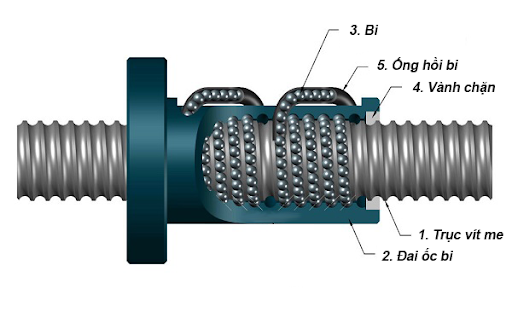 3. Bi
5. Ống hồi bi
4. Vành chặn
1. Trục vít me
2. Đai ốc bi